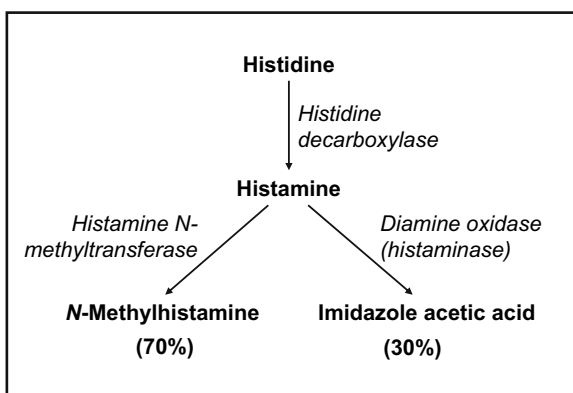 Histidine
Histidine
decarboxylase
Histamine
Histamine N-
methyltransferase
Diamine oxidase
(histaminase)
N-Methylhistamine
(70%)
Imidazole acetic acid
(30%)